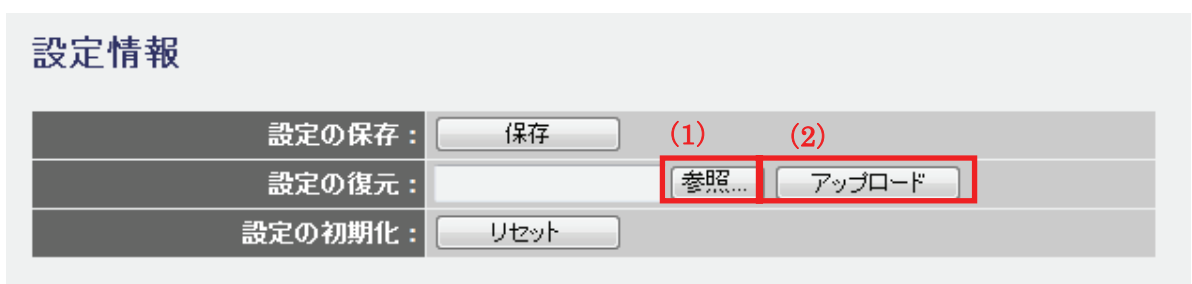 設定情報
設定の保存： 保存 (1) (2)
設定の復元： 参照... アップロード
設定の初期化： リセット